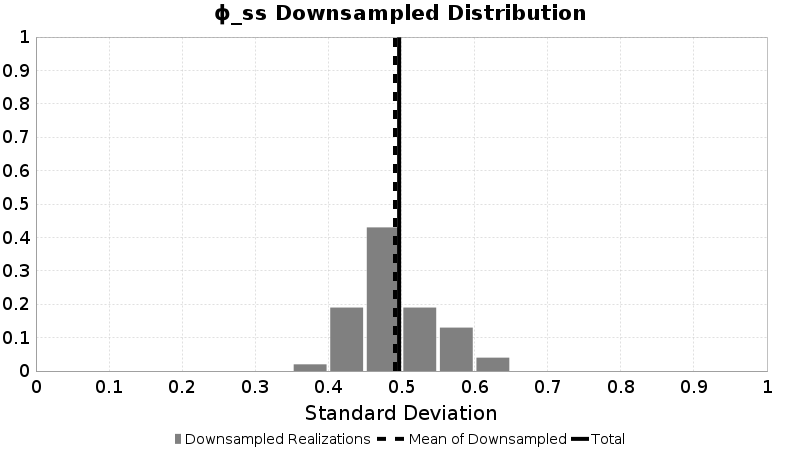 ϕ_ss Downsampled Distribution
1
0.9
0.8
0.7
0.6
0.5
0.4
0.3
0.2
0.1
0
0 0.1 0.2 0.3 0.4 0.5 0.6 0.7 0.8 0.9 1
Standard Deviation
Downsampled Realizations Mean of Downsampled Total